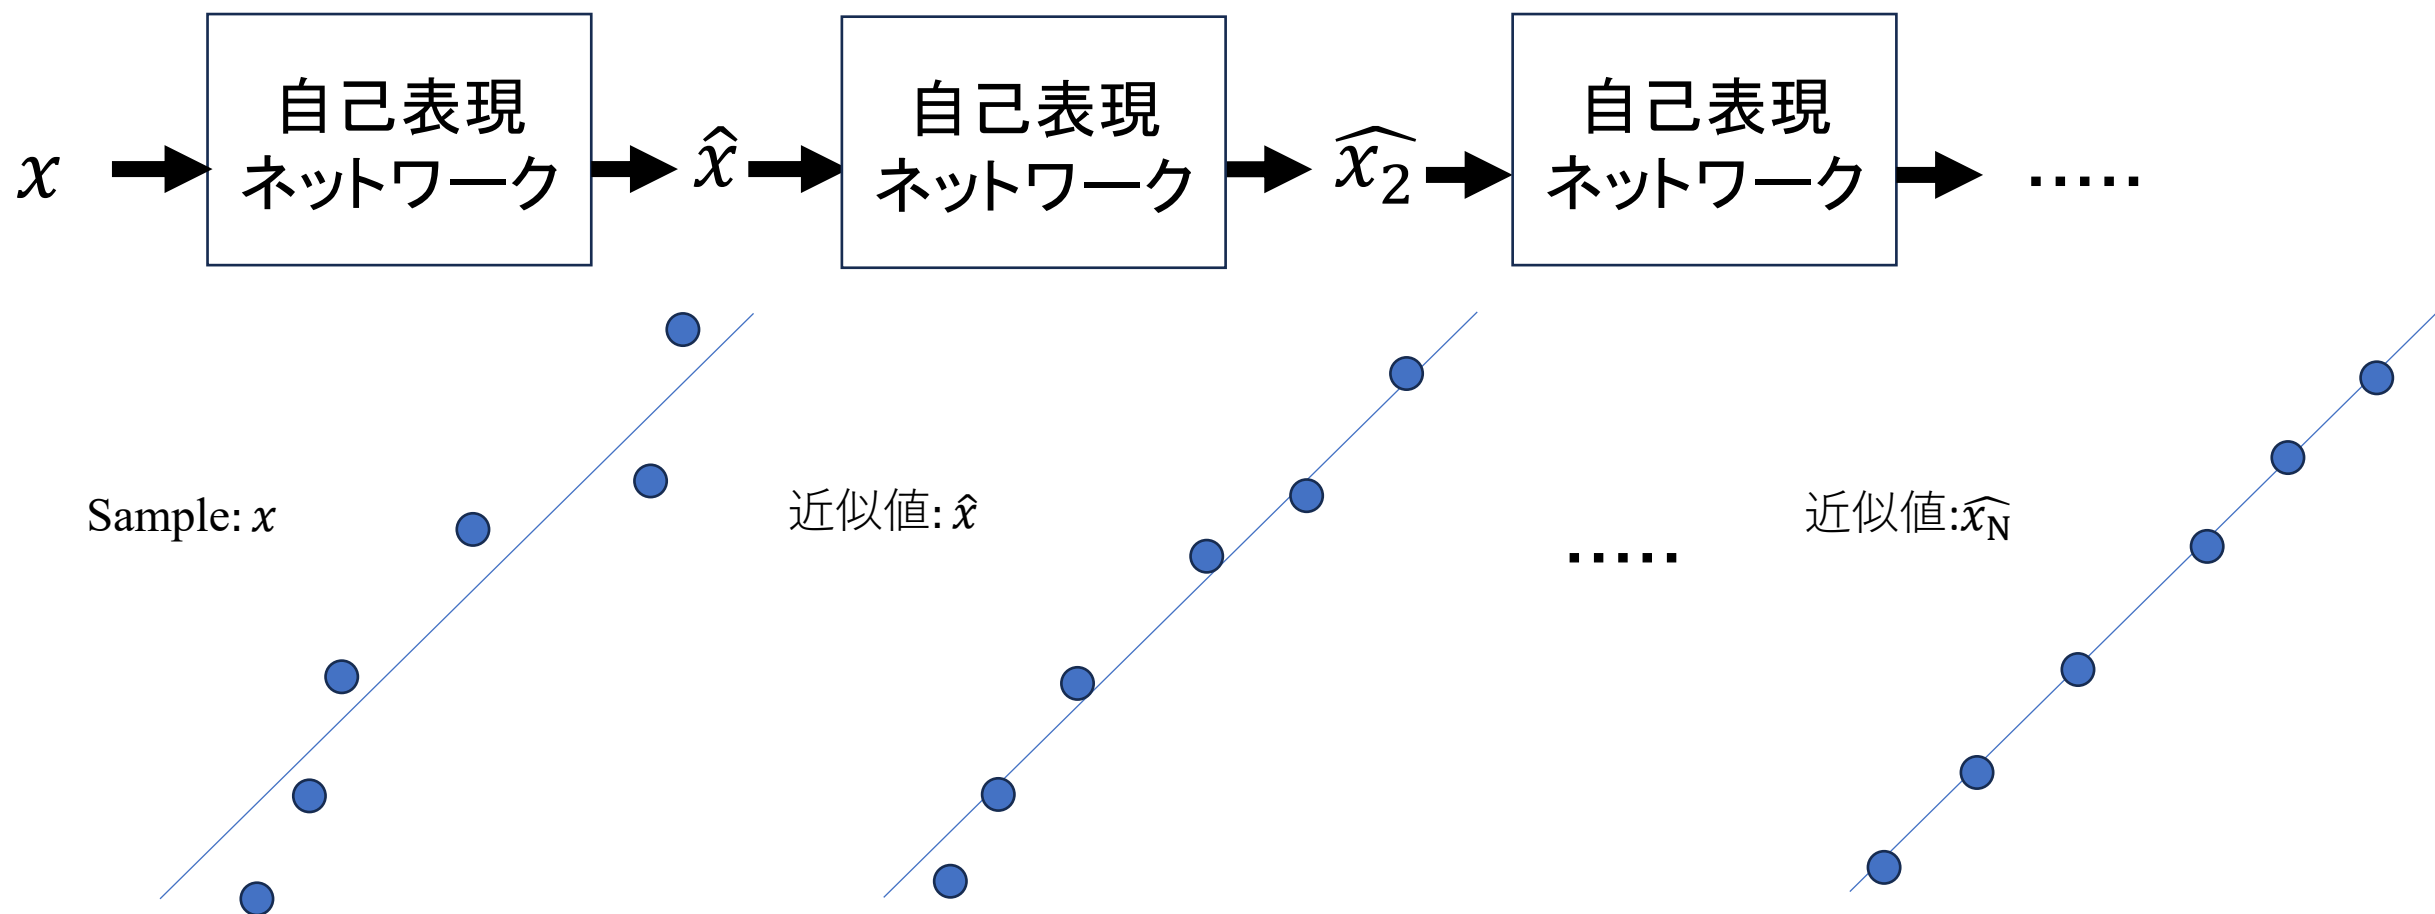 x
自己表現
ネットワーク
x̂
自己表現
ネットワーク
x̂₂
自己表現
ネットワーク
.....
Sample: x
近似値: x̂
.....
近似値:x̂_N